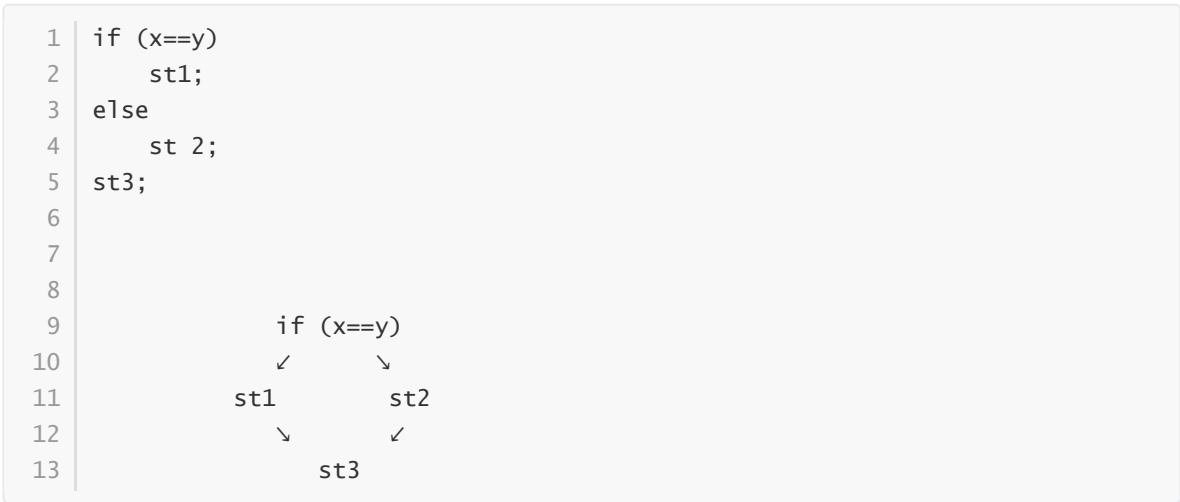 1 if (x==y)
2     st1;
3 else
4     st 2;
5 st3;
6
7
8
9              if (x==y)
10              ↙      ↘
11           st1        st2
12              ↘       ↙
13                 st3